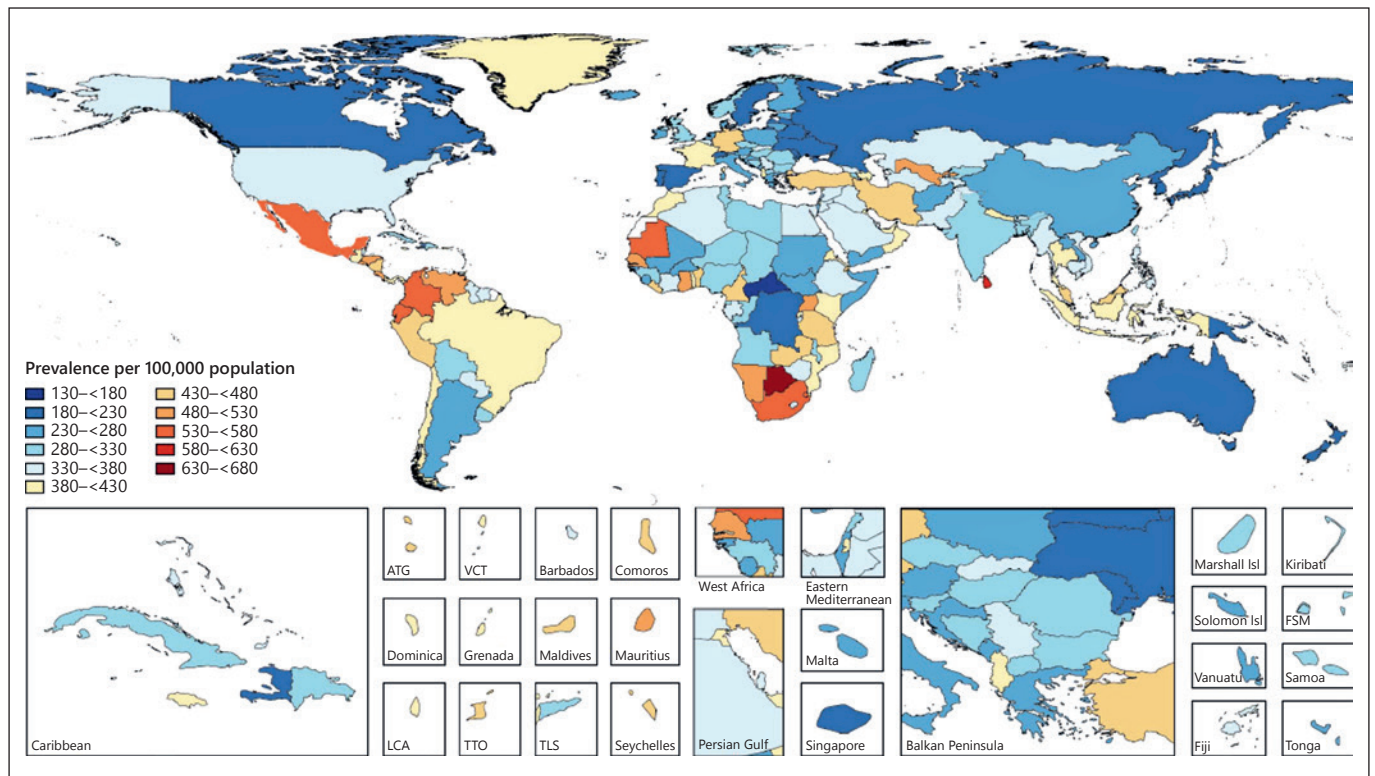 Prevalence per 100,000 population
130–<180
180–<230
230–<280
280–<330
330–<380
380–<430
430–<480
480–<530
530–<580
580–<630
630–<680
Caribbean
ATG
VCT
Barbados
Comoros
Dominica
Grenada
Maldives
Mauritius
LCA
TTO
TLS
Seychelles
West Africa
Eastern
Mediterranean
Persian Gulf
Malta
Singapore
Balkan Peninsula
Marshall Isl
Kiribati
Solomon Isl
FSM
Vanuatu
Samoa
Fiji
Tonga